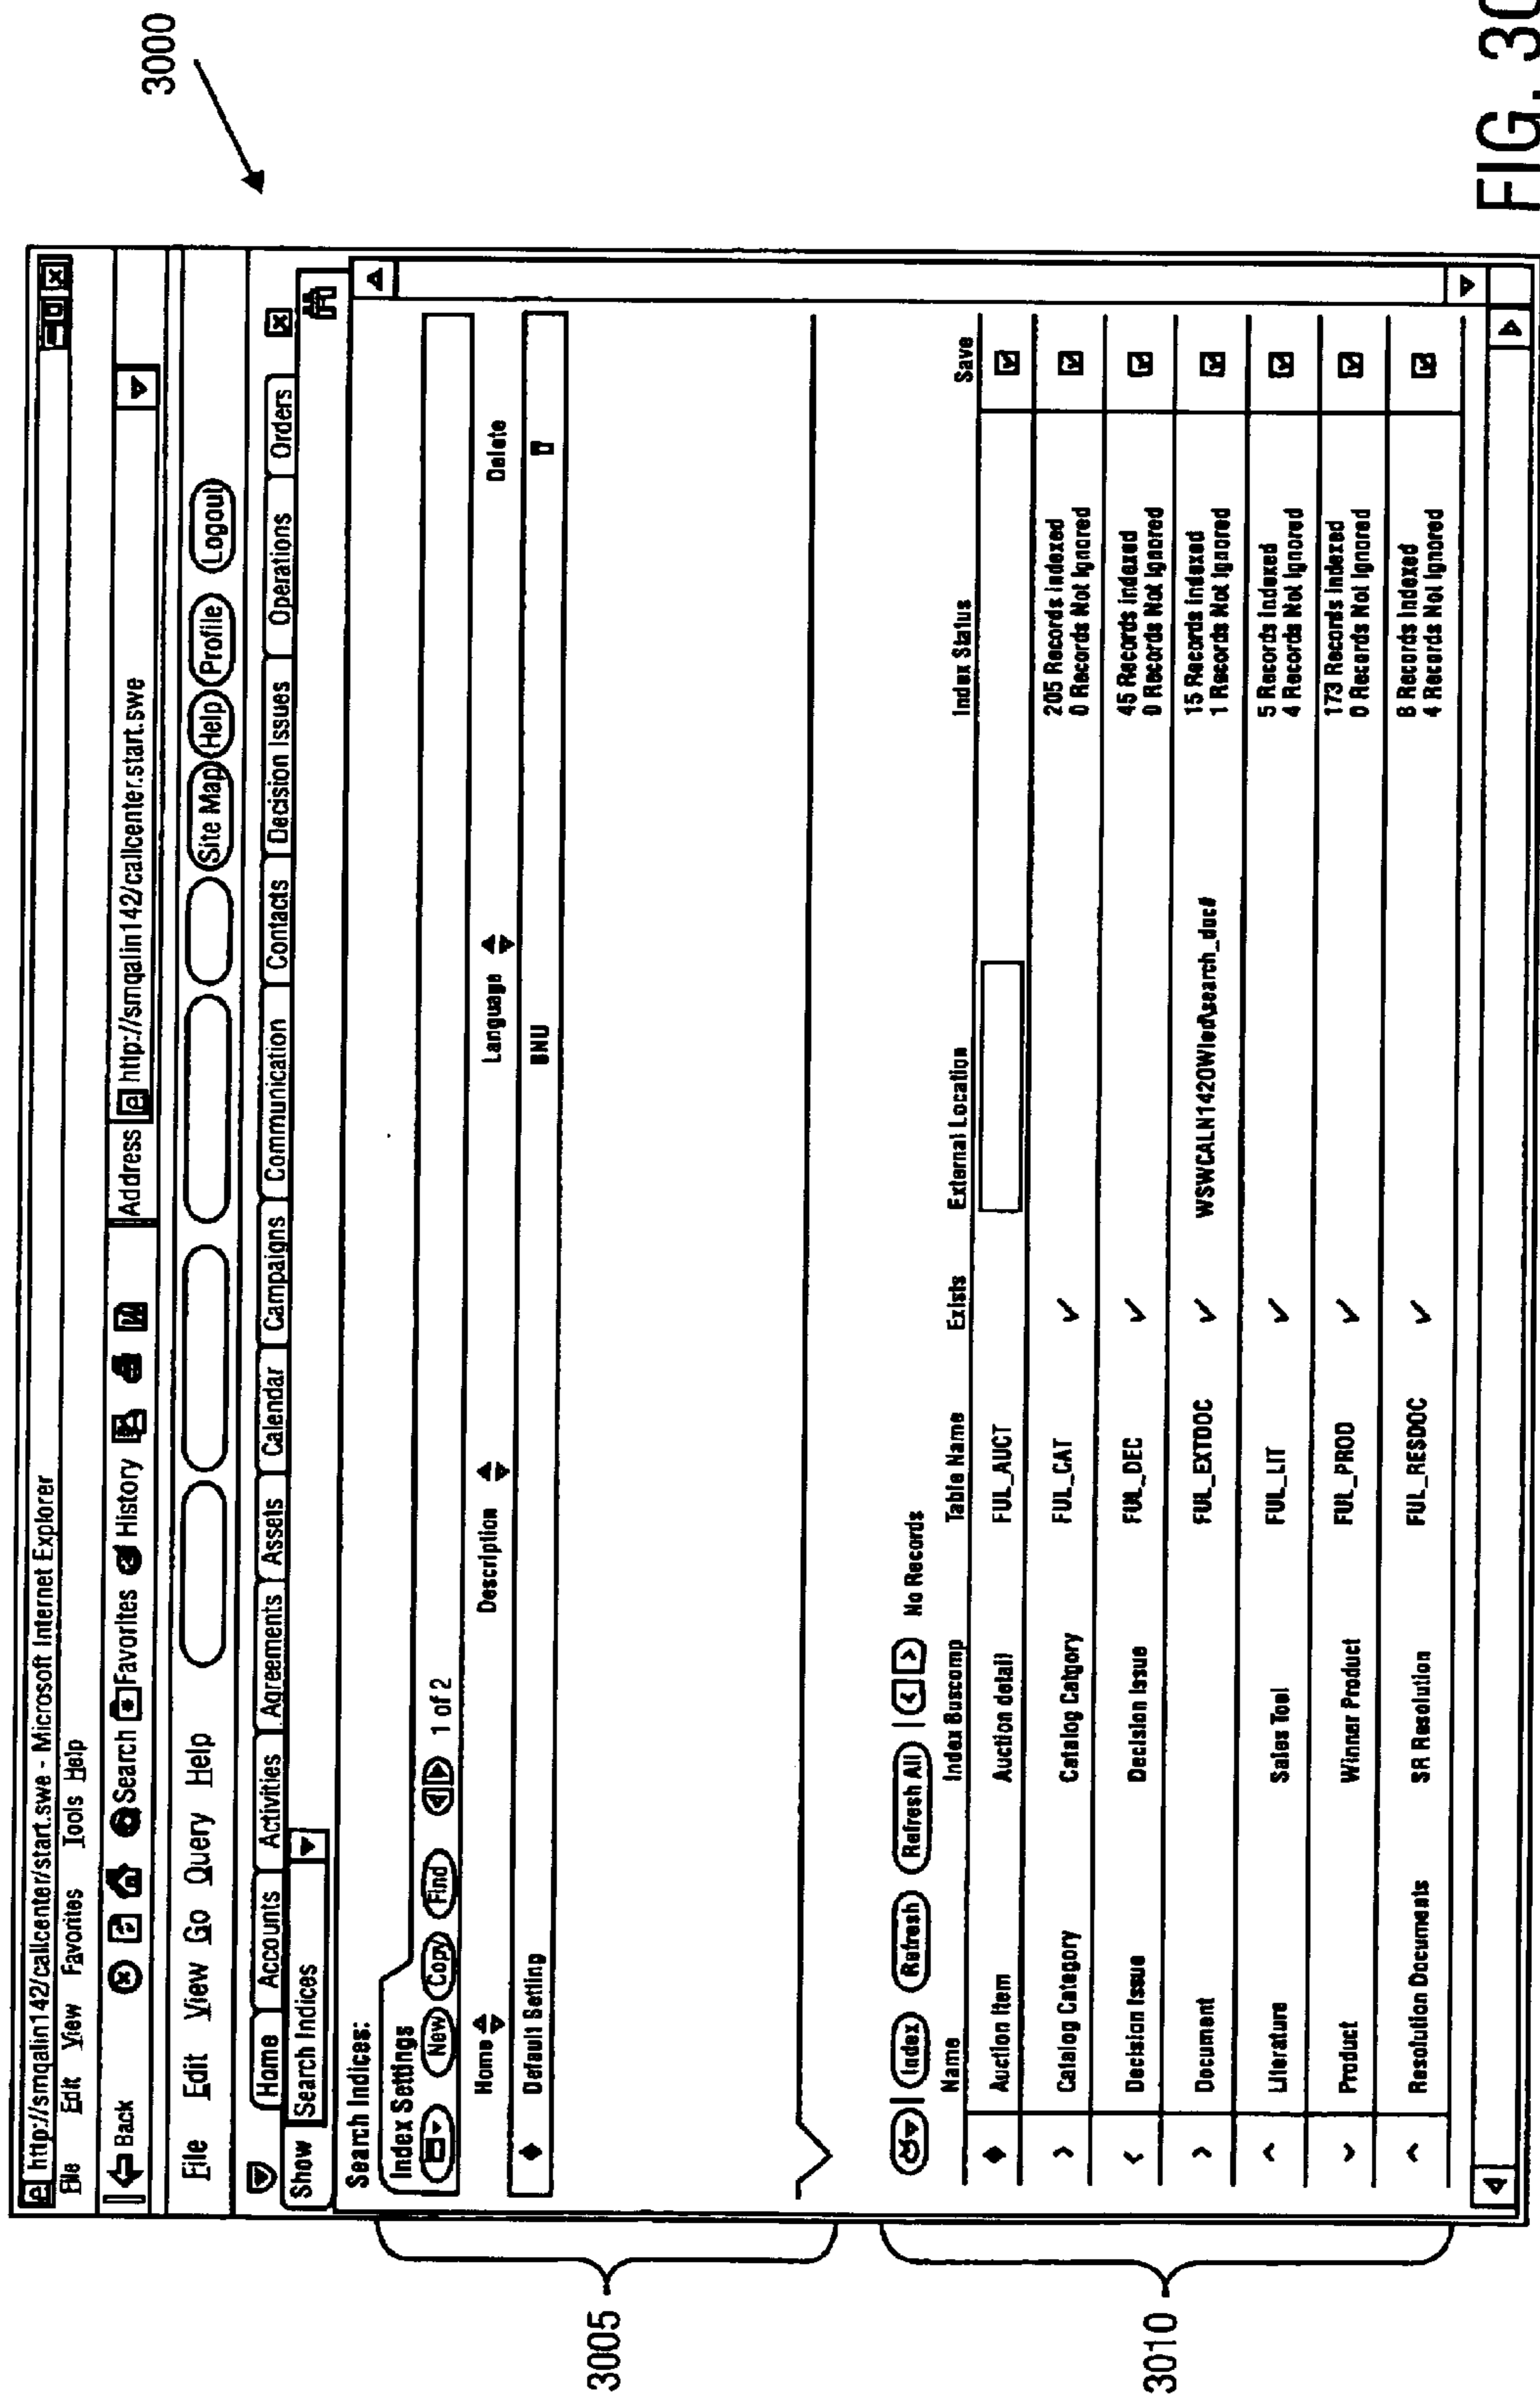 3000
http://smqalin142/callcenter/start.swe - Microsoft Internet Explorer
File Edit View Favorites Tools Help
Back Search Favorites History Address http://smqalin142/callcenter.start.swe
File Edit View Go Query Help Site Map Help Profile Logout
Home Accounts Activities Agreements Assets Calendar Campaigns Communication Contacts Decision Issues Operations Orders
Show Search Indices
Search Indices:
Index Settings
New Copy Find 1 of 2
Home Description Language Delete
Default Setting BNU
3005
Index Refresh Refresh All No Records
Name Index Buscomp Table Name Exists External Location Index Status Save
Auction Item Auction detail FUL_AUCT
Catalog Category Catalog Catgory FUL_CAT 205 Records Indexed
0 Records Not Ignored
Decision Issue Decision Issue FUL_DEC 45 Records Indexed
0 Records Not Ignored
Document FUL_EXTDOC WSWCALN1420Wled\search_doc# 15 Records Indexed
1 Records Not Ignored
Literature Sales Tool FUL_LIT 5 Records Indexed
4 Records Not Ignored
Product Winner Product FUL_PROD 173 Records Indexed
0 Records Not Ignored
Resolution Documents SR Resolution FUL_RESDOC 8 Records Indexed
4 Records Not Ignored
3010
FIG. 30